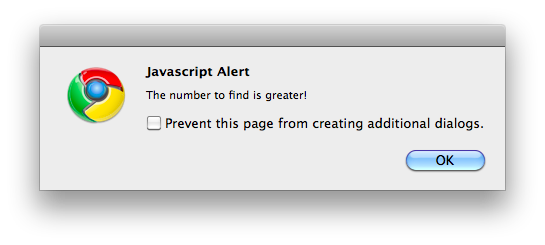 Javascript Alert
The number to find is greater!
Prevent this page from creating additional dialogs.
OK